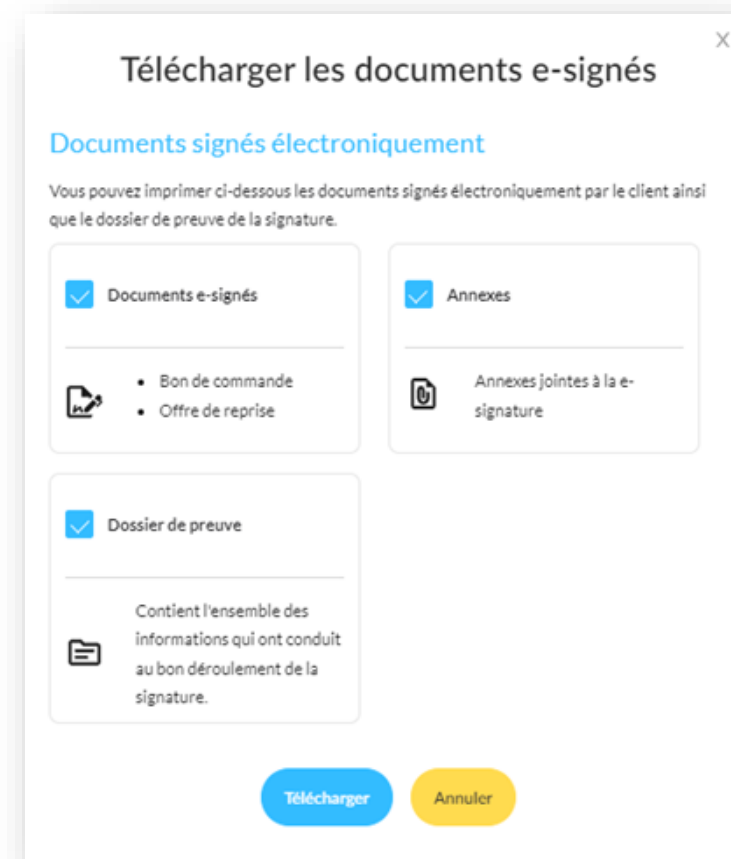 X
Télécharger les documents e-signés
Documents signés électroniquement
Vous pouvez imprimer ci-dessous les documents signés électroniquement par le client ainsi
que le dossier de preuve de la signature.
Documents e-signés
• Bon de commande
• Offre de reprise
Annexes
Annexes jointes à la e-
signature
Dossier de preuve
Contient l'ensemble des
informations qui ont conduit
au bon déroulement de la
signature.
Télécharger
Annuler